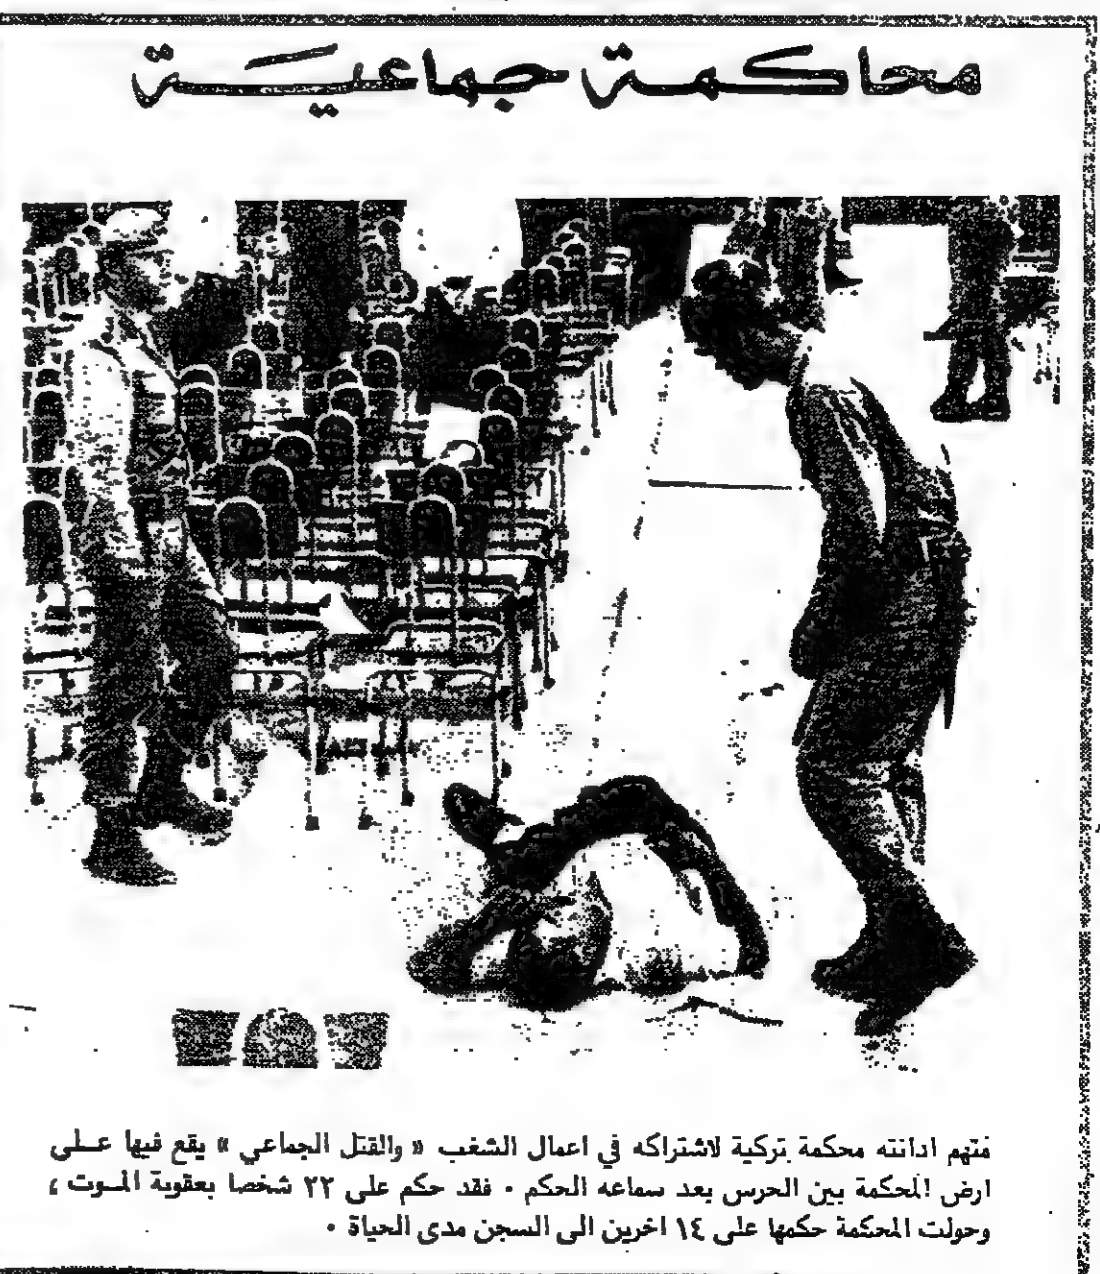 محاكمة جماعية
متهم ادانته محكمة تركية لاشتراكه في اعمال الشغب « والقتل الجماعي » يقع فيها على
ارض المحكمة بين الحرس بعد سماعه الحكم . فقد حكم على ٢٢ شخصا بعقوبة الموت ،
وحولت المحكمة حكمها على ١٤ اخرين الى السجن مدى الحياة .